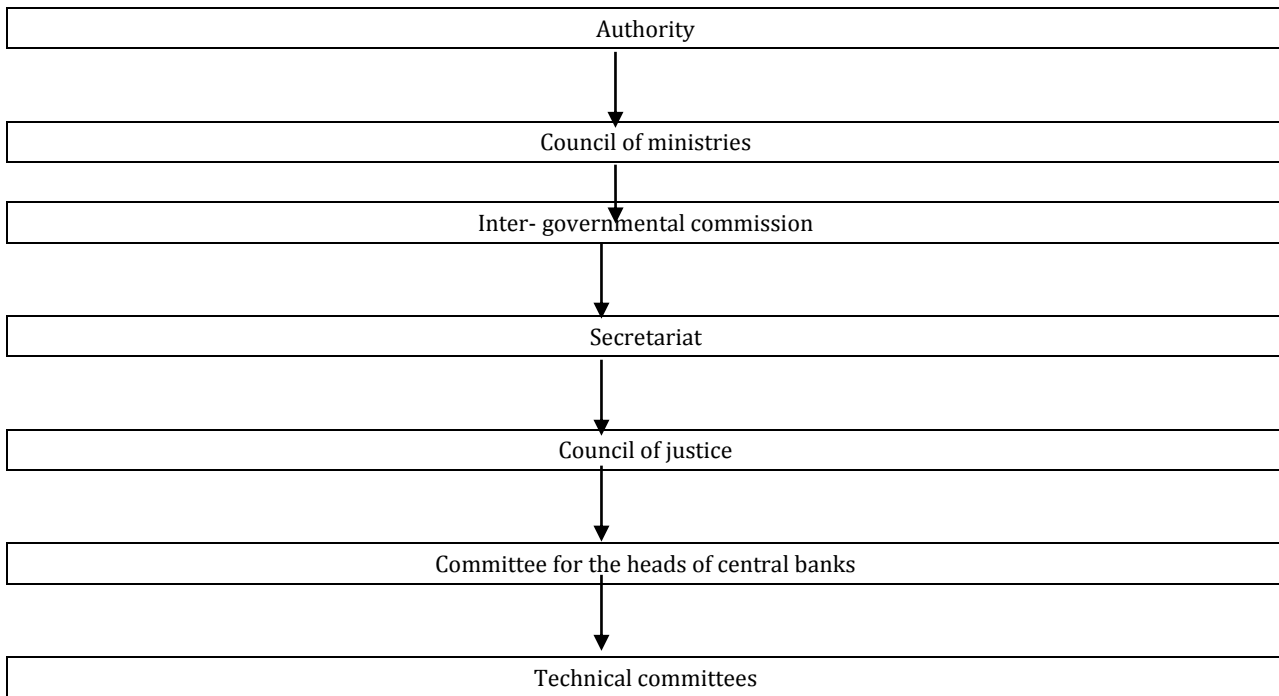 Authority
Council of ministries
Inter- governmental commission
Secretariat
Council of justice
Committee for the heads of central banks
Technical committees